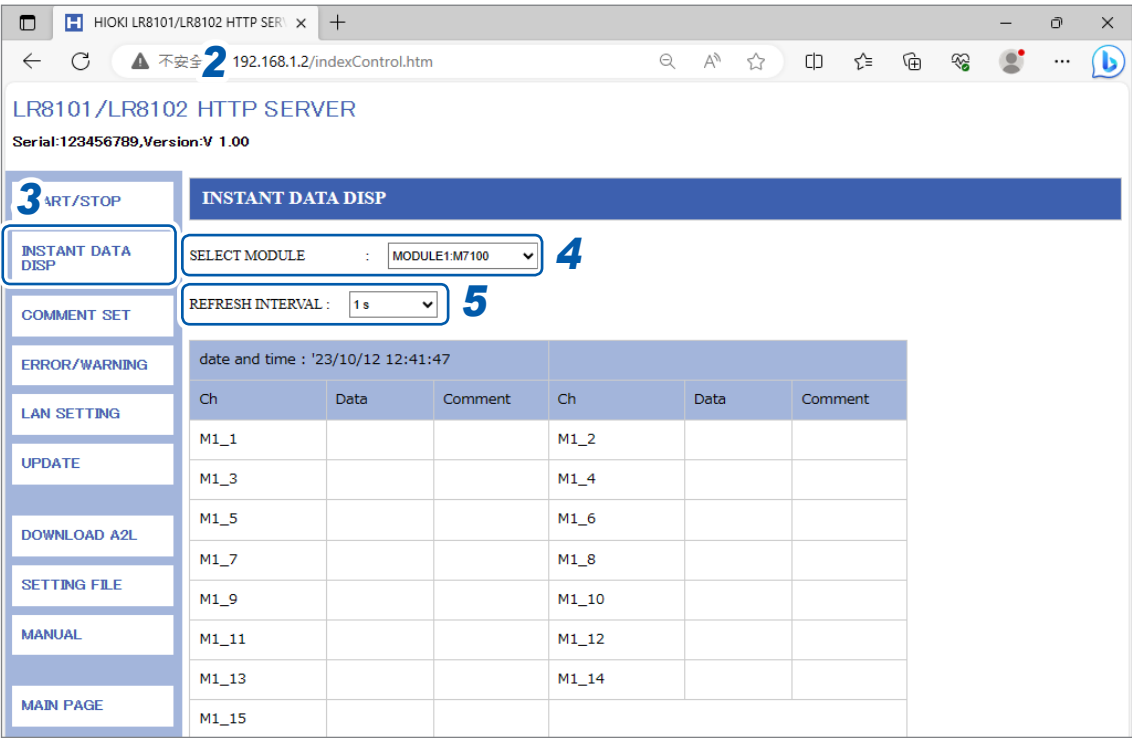 HIOKI LR8101/LR8102 HTTP SER
不安全 2 192.168.1.2/indexControl.htm
LR8101/LR8102 HTTP SERVER
Serial:123456789,Version:V 1.00
3
ART/STOP
INSTANT DATA
DISP
COMMENT SET
ERROR/WARNING
LAN SETTING
UPDATE
DOWNLOAD A2L
SETTING FILE
MANUAL
MAIN PAGE
INSTANT DATA DISP
SELECT MODULE : MODULE1:M7100 4
REFRESH INTERVAL : 1 s 5
date and time : '23/10/12 12:41:47
Ch Data Comment Ch Data Comment
M1_1 M1_2
M1_3 M1_4
M1_5 M1_6
M1_7 M1_8
M1_9 M1_10
M1_11 M1_12
M1_13 M1_14
M1_15